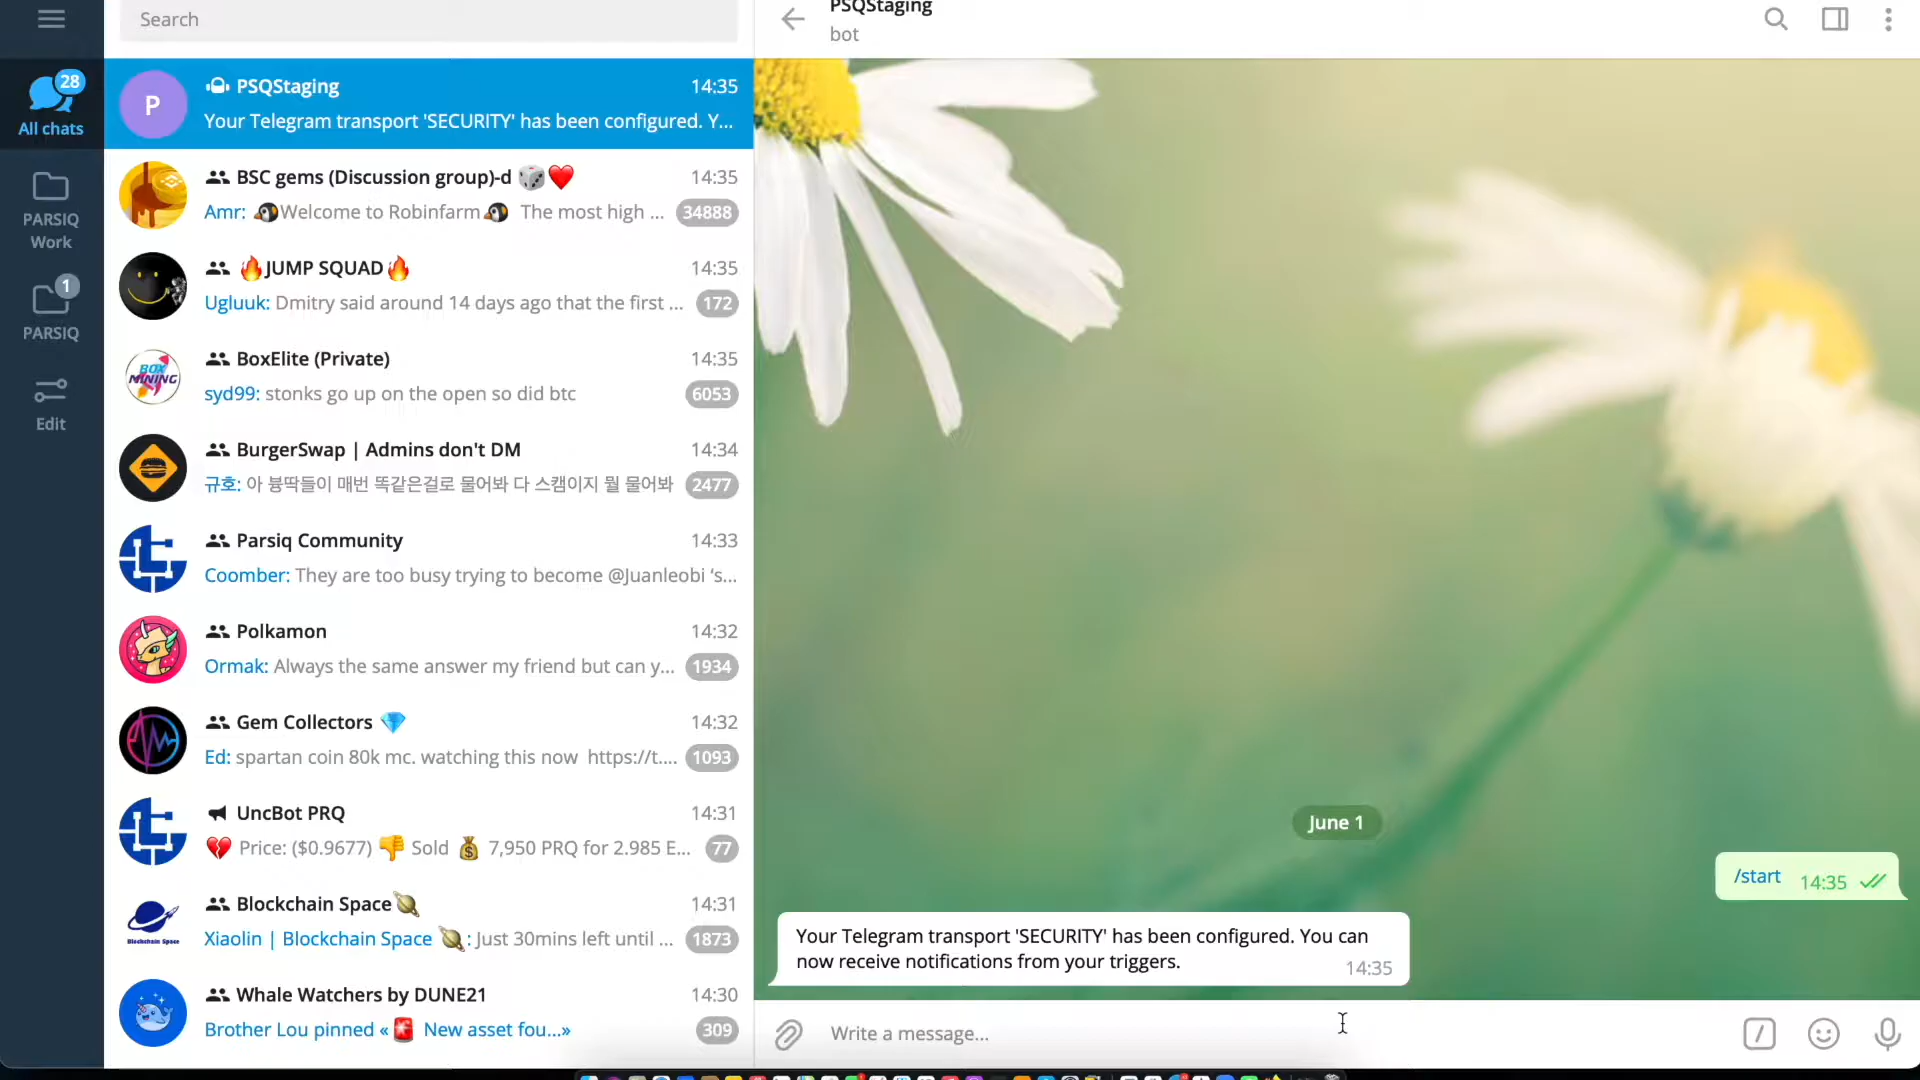 Search
28
All chats
PARSIQ
Work
1
PARSIQ
Edit
P
PSQStaging
14:35
Your Telegram transport 'SECURITY' has been configured. Y...
BSC gems (Discussion group)-d 🎲❤️
14:35
Amr: 🐧Welcome to Robinfarm🐧 The most high ...
34888
🔥JUMP SQUAD🔥
14:35
Ugluuk: Dmitry said around 14 days ago that the first ...
172
BOX
MINING
BoxElite (Private)
14:35
syd99: stonks go up on the open so did btc
6053
BurgerSwap | Admins don't DM
14:34
규호: 아 븅딱들이 매번 똑같은걸로 물어봐 다 스캠이지 뭘 물어봐
2477
Parsiq Community
14:33
Coomber: They are too busy trying to become @Juanleobi ‘s...
Polkamon
14:32
Ormak: Always the same answer my friend but can y...
1934
Gem Collectors 💎
14:32
Ed: spartan coin 80k mc. watching this now https://t....
1093
UncBot PRQ
14:31
💔 Price: ($0.9677) 👎 Sold 💰 7,950 PRQ for 2.985 E...
77
Blockchain Space
Blockchain Space🪐
14:31
Xiaolin | Blockchain Space 🪐: Just 30mins left until ...
1873
Whale Watchers by DUNE21
14:30
Brother Lou pinned « 🚨 New asset fou...»
309
PSQStaging
bot
June 1
/start
14:35
Your Telegram transport 'SECURITY' has been configured. You can
now receive notifications from your triggers.
14:35
Write a message...